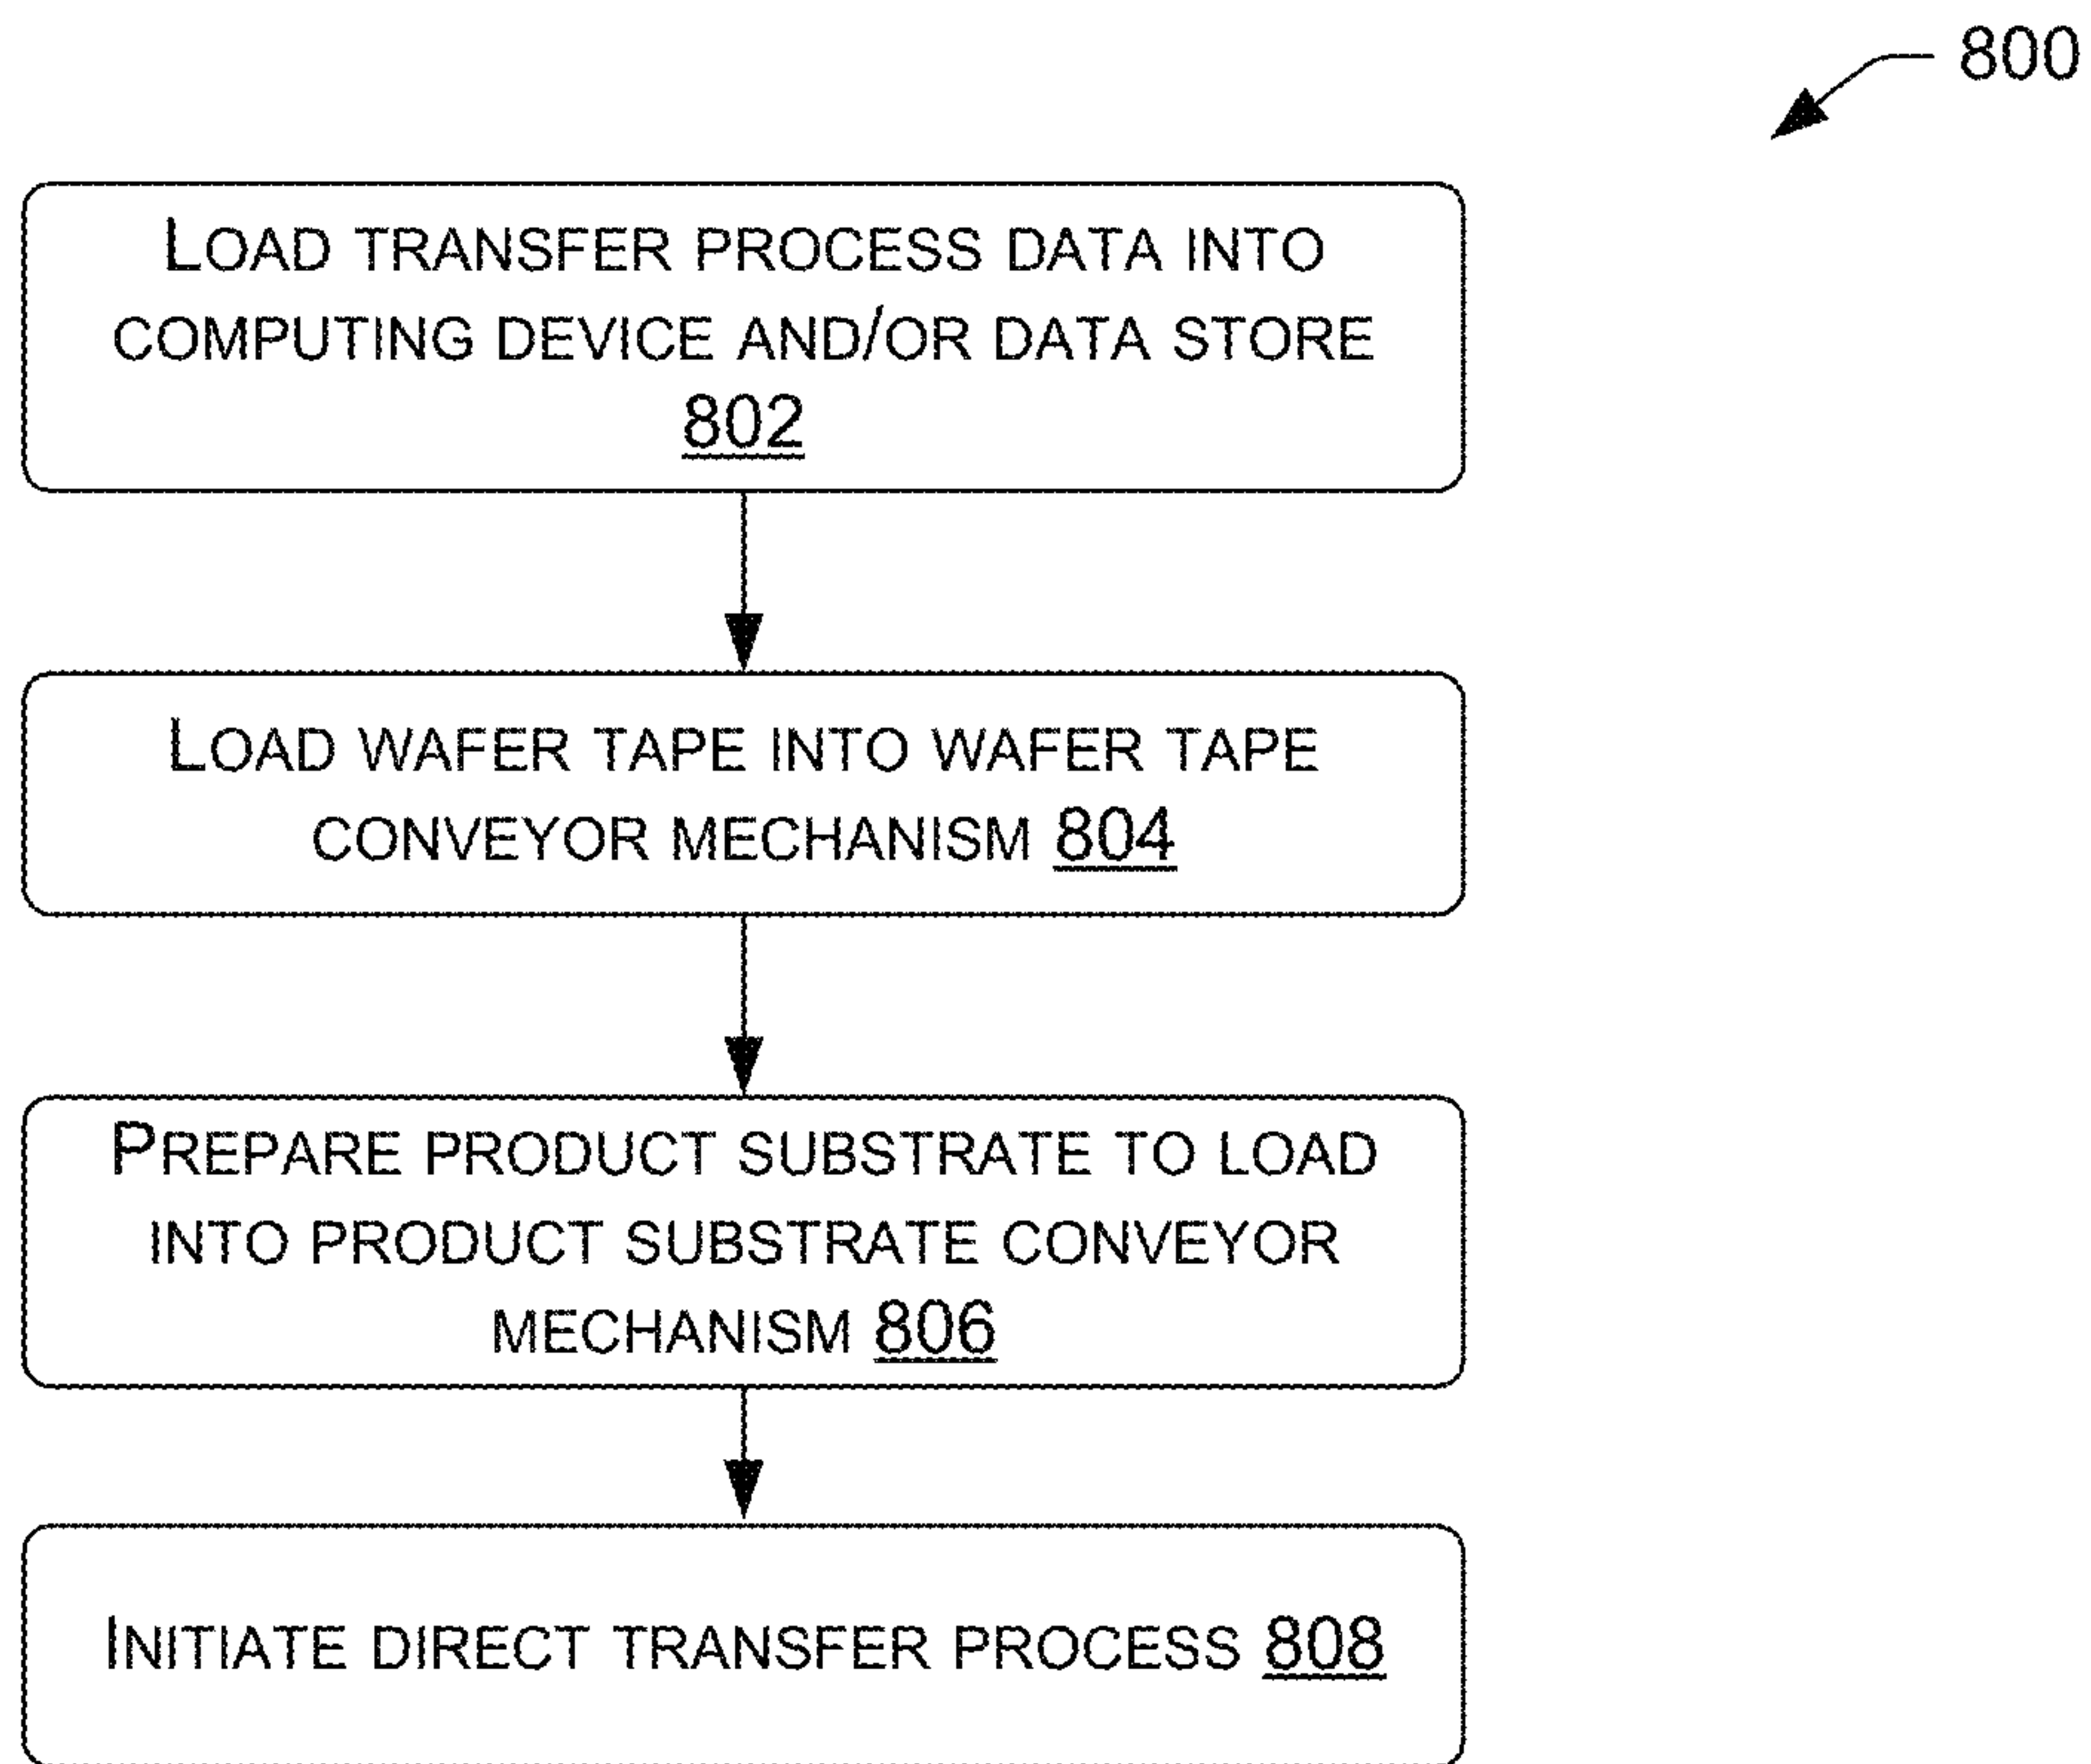 800
LOAD TRANSFER PROCESS DATA INTO
COMPUTING DEVICE AND/OR DATA STORE
802
LOAD WAFER TAPE INTO WAFER TAPE
CONVEYOR MECHANISM 804
PREPARE PRODUCT SUBSTRATE TO LOAD
INTO PRODUCT SUBSTRATE CONVEYOR
MECHANISM 806
INITIATE DIRECT TRANSFER PROCESS 808